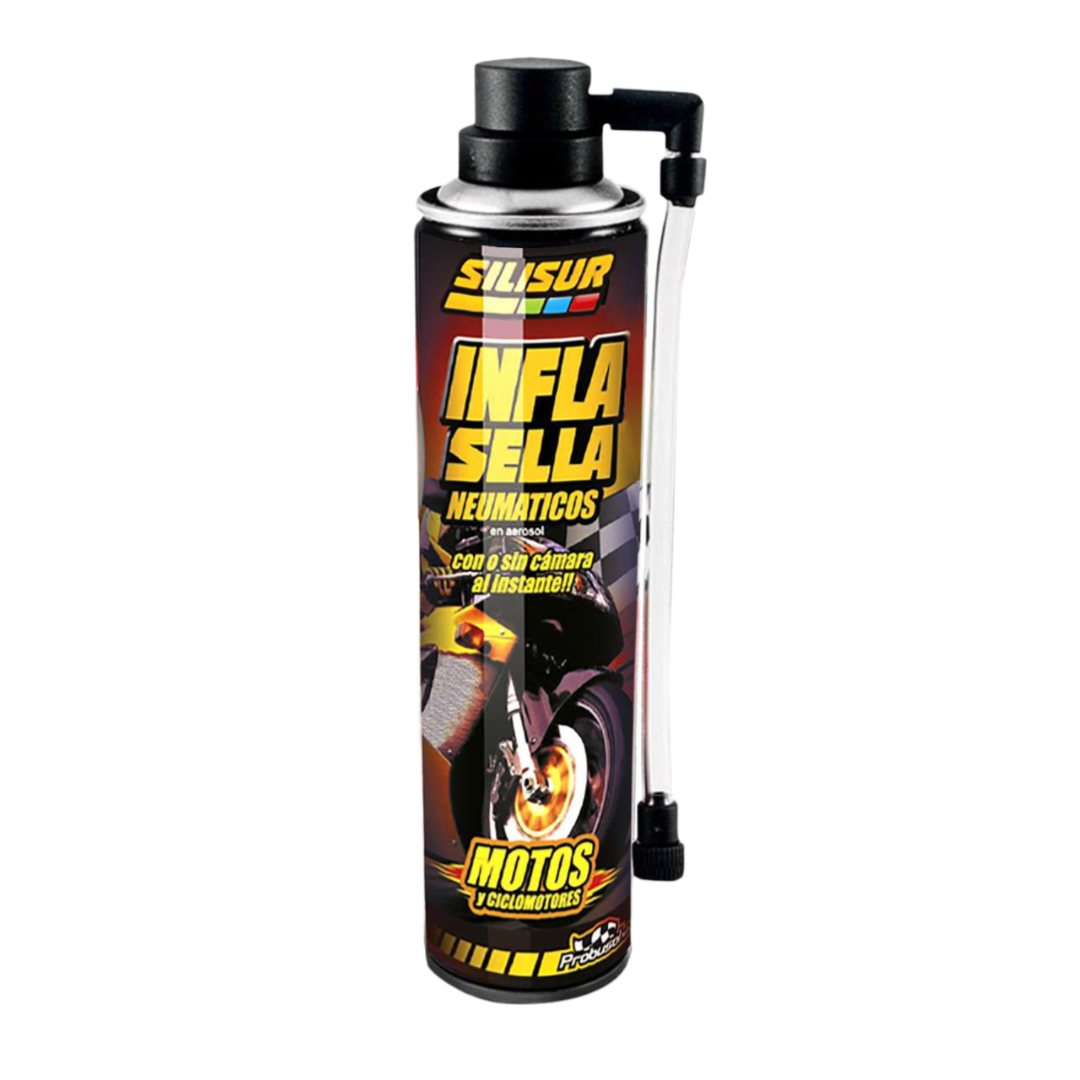 SILISUR
INFLA
SELLA
NEUMATICOS
en aerosol
con o sin cámara
al instante!!
MOTOS
y CICLOMOTORES
Probusol